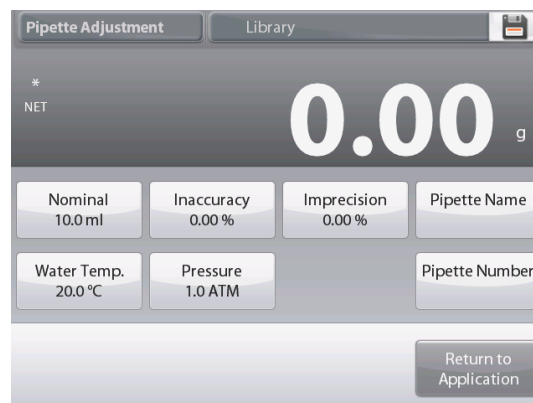 Pipette Adjustment
Library
*
NET
0.00 g
Nominal
10.0 ml
Inaccuracy
0.00 %
Imprecision
0.00 %
Pipette Name
Water Temp.
20.0 °C
Pressure
1.0 ATM
Pipette Number
Return to
Application